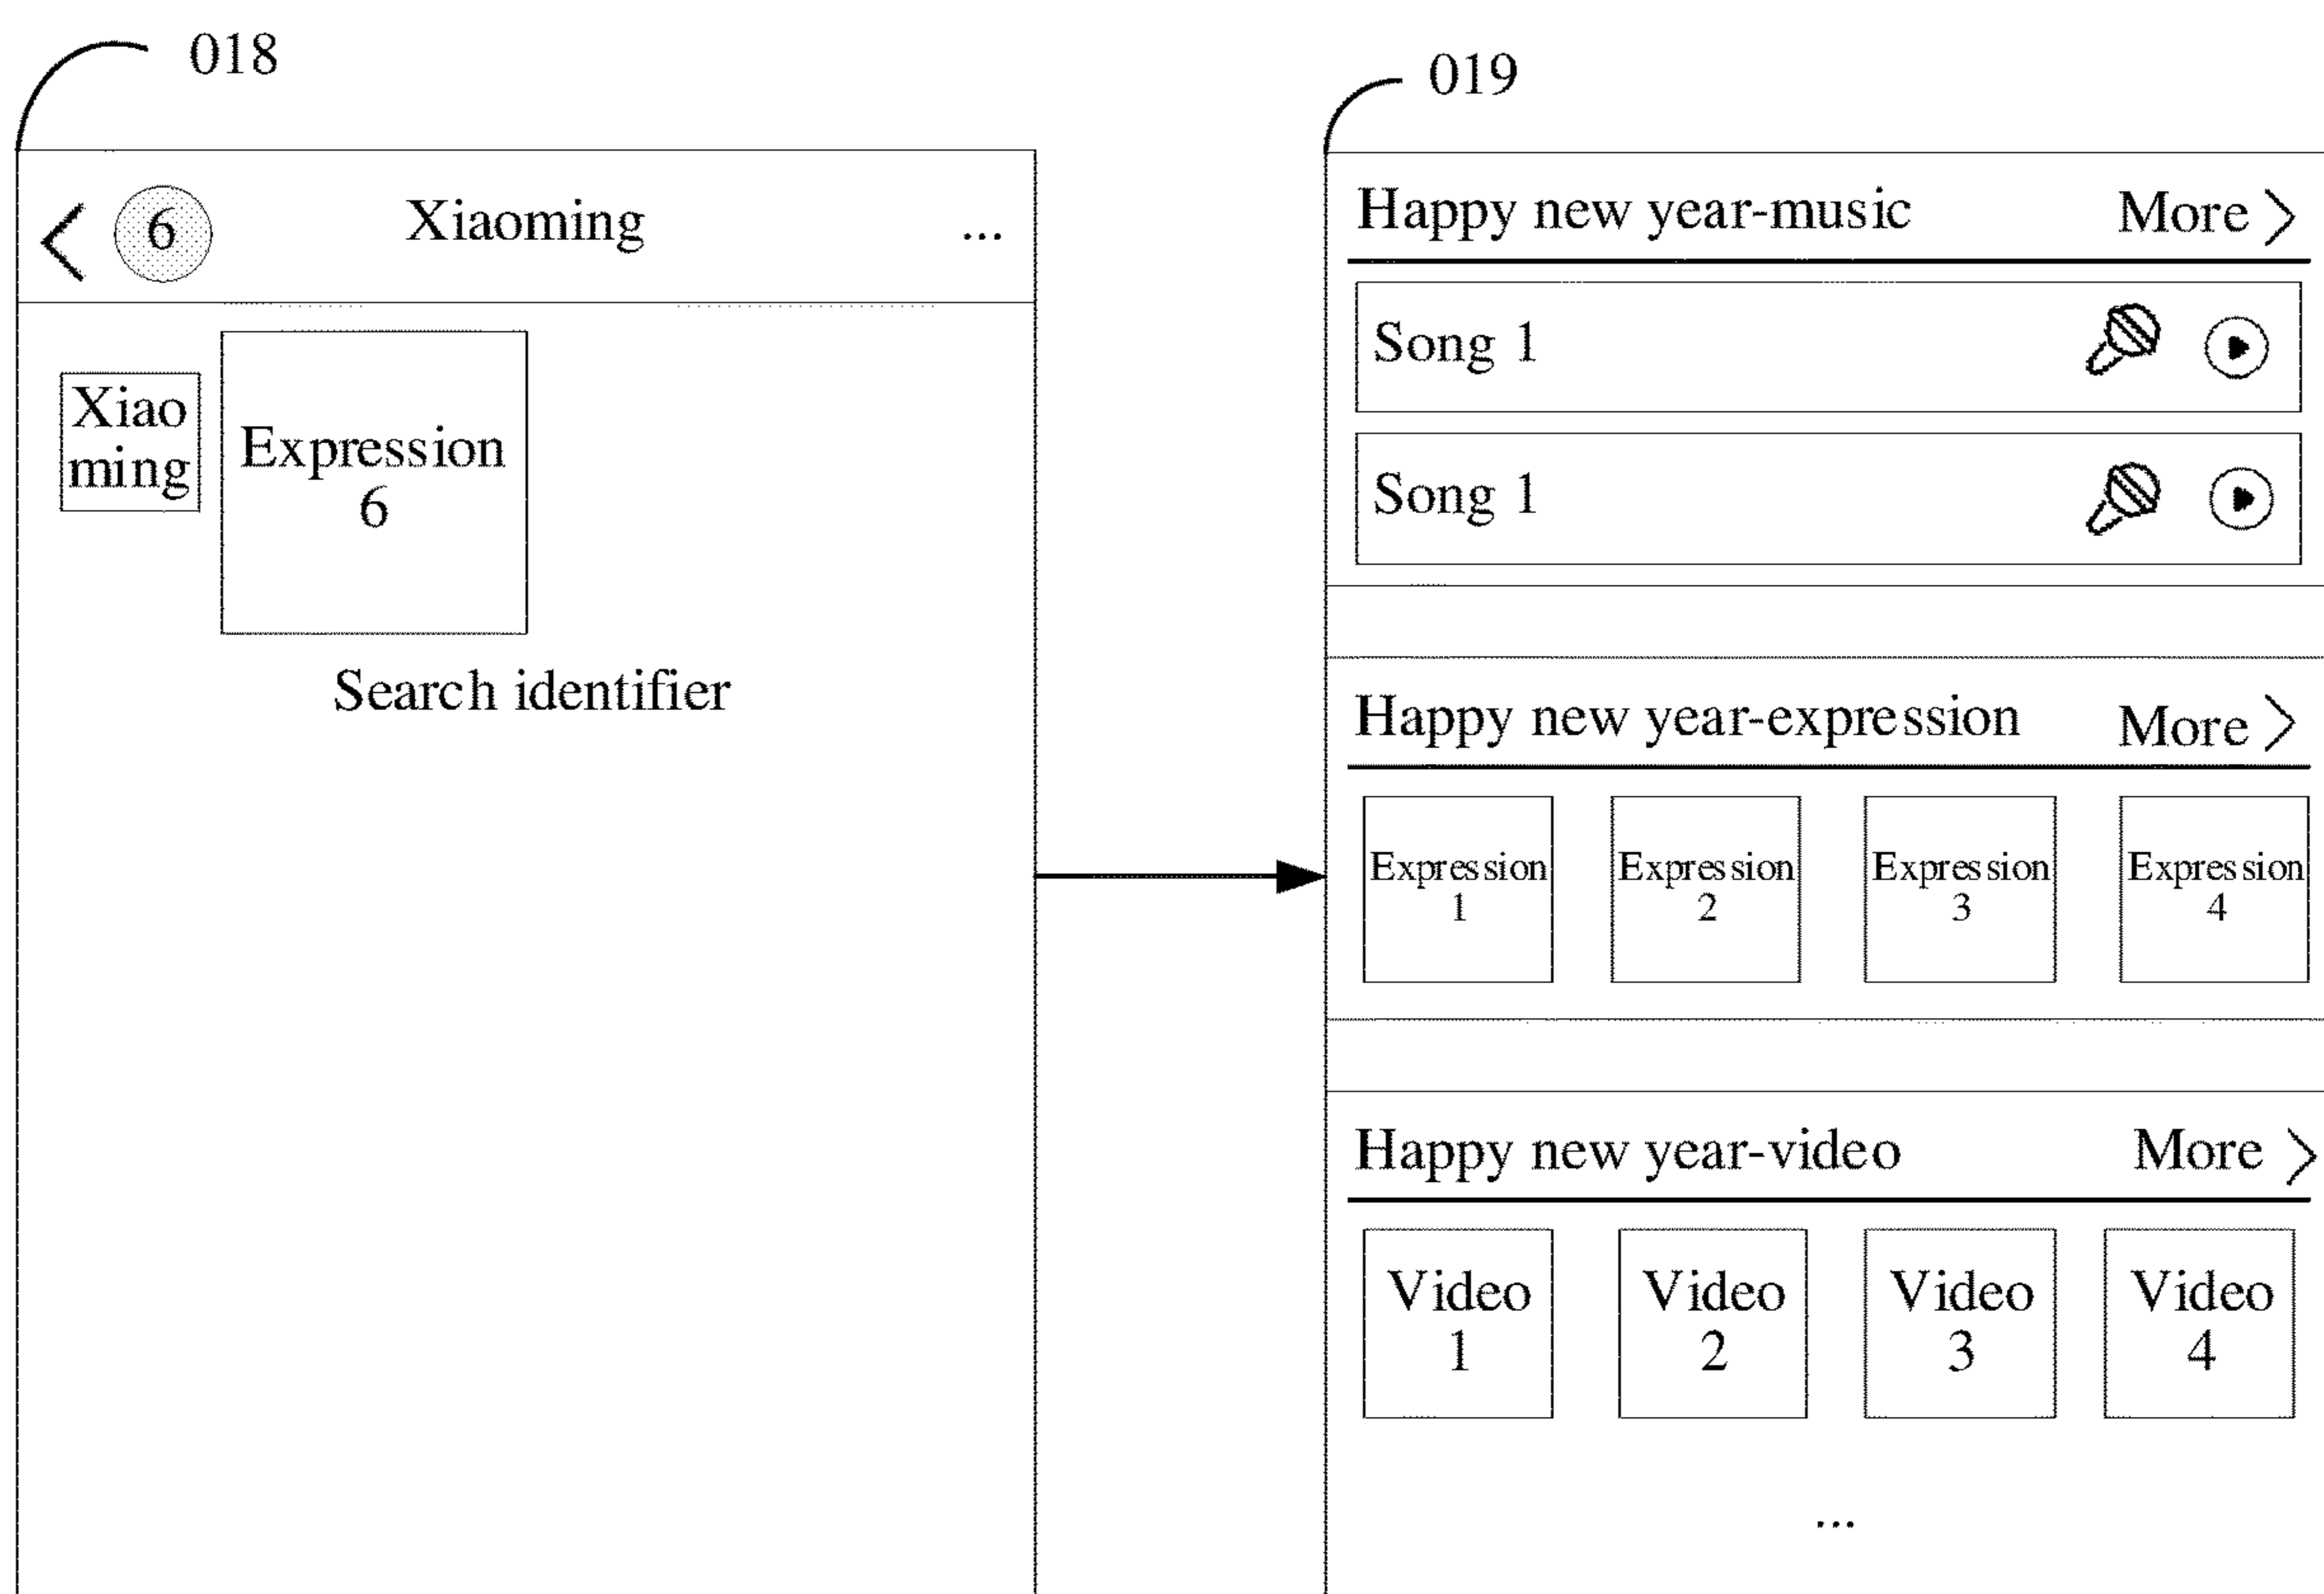 018
6
Xiaoming
...
Xiao
ming
Expression
6
Search identifier
019
Happy new year-music
More
Song 1
Song 1
Happy new year-expression
More
Expression
1
Expression
2
Expression
3
Expression
4
Happy new year-video
More
Video
1
Video
2
Video
3
Video
4
...